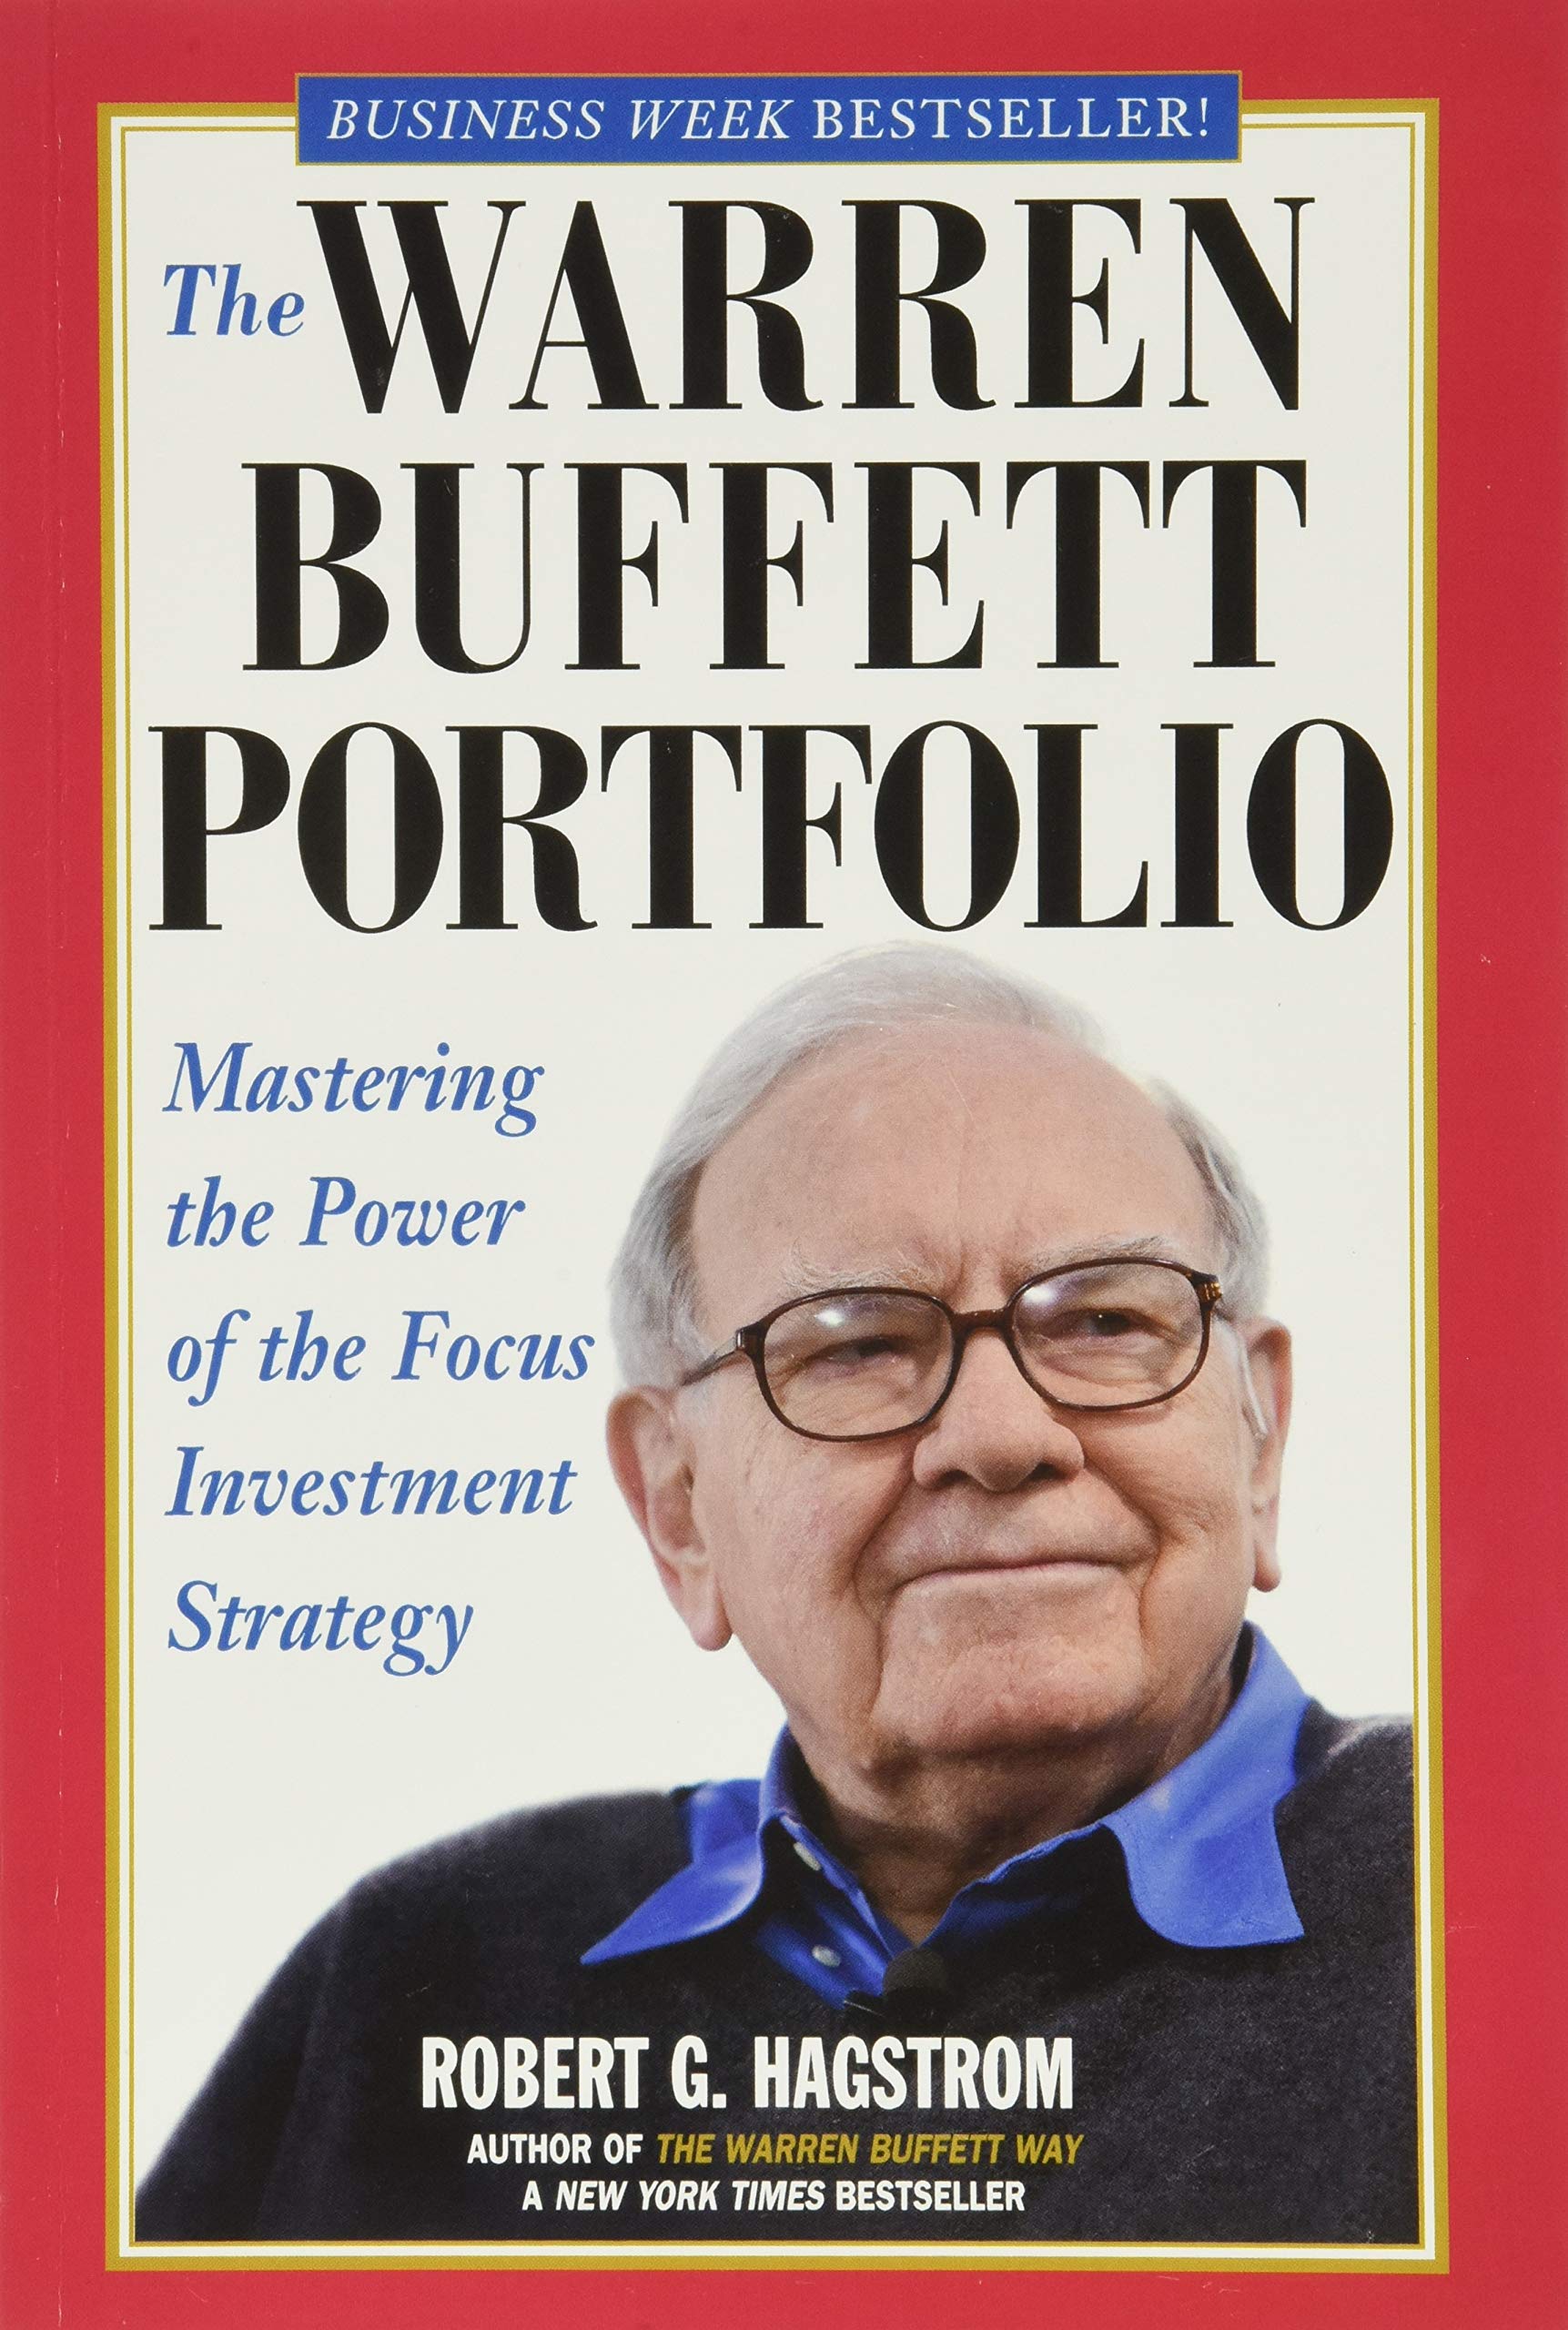 BUSINESS WEEK BESTSELLER!
The WARREN
BUFFETT
PORTFOLIO
Mastering
the Power
of the Focus
Investment
Strategy
ROBERT G. HAGSTROM
AUTHOR OF THE WARREN BUFFETT WAY
A NEW YORK TIMES BESTSELLER